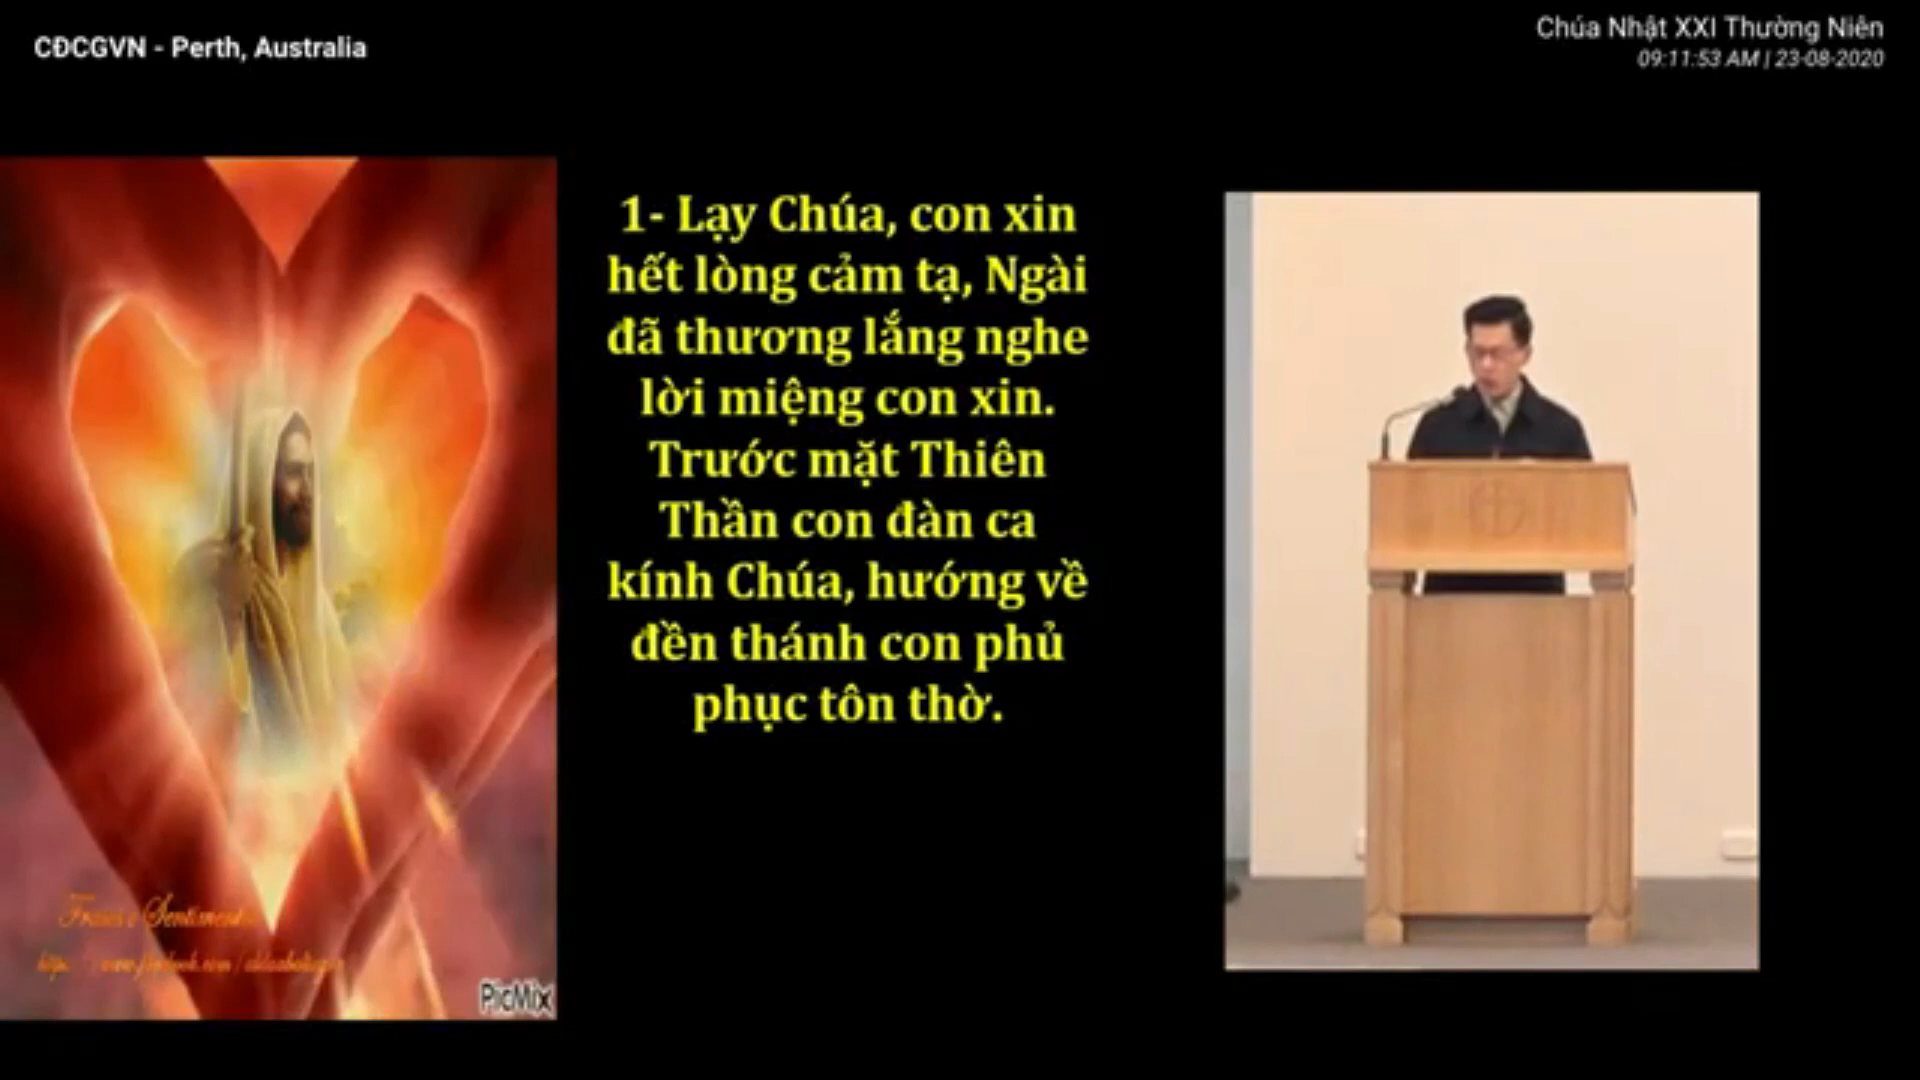 CĐCGVN - Perth, Australia
Chúa Nhật XXI Thường Niên
09:11:53 AM | 23-08-2020
1- Lạy Chúa, con xin
hết lòng cảm tạ, Ngài
đã thương lắng nghe
lời miệng con xin.
Trước mặt Thiên
Thần con đàn ca
kính Chúa, hướng về
đền thánh con phủ
phục tôn thờ.
PicMix